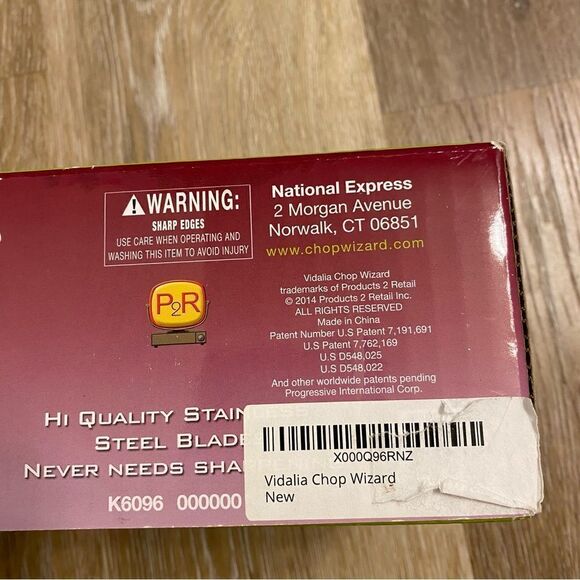 WARNING:
SHARP EDGES
USE CARE WHEN OPERATING AND
WASHING THIS ITEM TO AVOID INJURY
National Express
2 Morgan Avenue
Norwalk, CT 06851
www.chopwizard.com
P2R
Vidalia Chop Wizard
trademarks of Products 2 Retail
© 2014 Products 2 Retail Inc.
ALL RIGHTS RESERVED
Made in China
Patent Number U.S Patent 7,191,691
U.S Patent 7,762,169
U.S D548,025
U.S D548,022
And other worldwide patents pending
Progressive International Corp.
HI QUALITY STAINLESS
STEEL BLADES
NEVER NEEDS SHAR
K6096 000000
X000Q96RNZ
Vidalia Chop Wizard
New